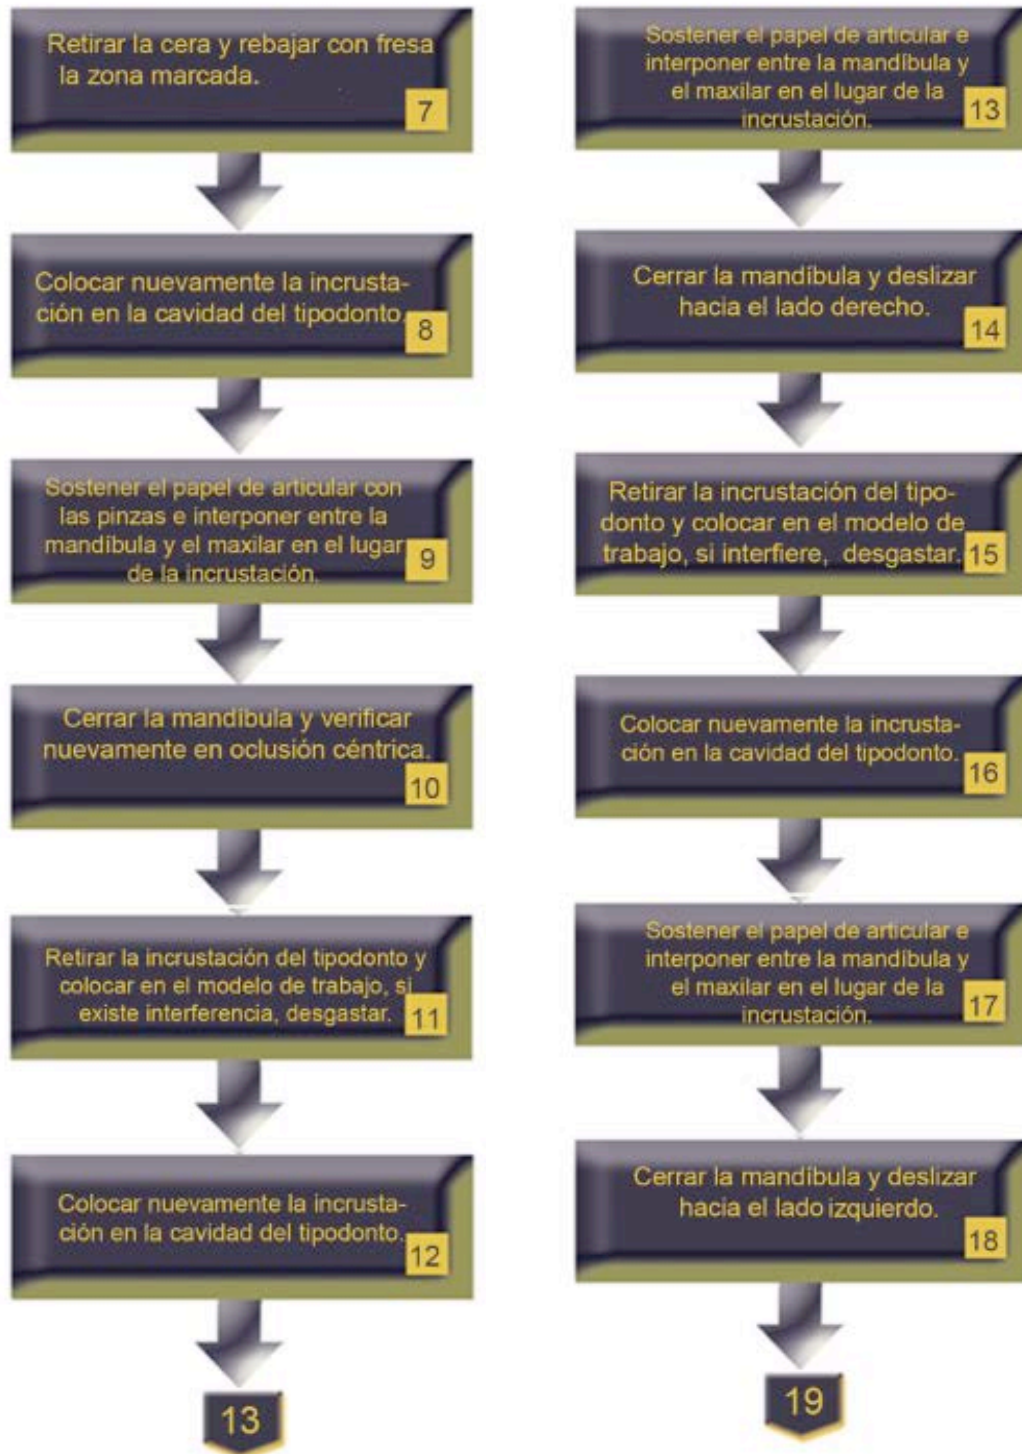 Retirar la cera y rebajar con fresa
la zona marcada.
7
Colocar nuevamente la incrusta-
ción en la cavidad del tipodonto.
8
Sostener el papel de articular con
las pinzas e interponer entre la
mandíbula y el maxilar en el lugar
de la incrustación.
9
Cerrar la mandíbula y verificar
nuevamente en oclusión céntrica.
10
Retirar la incrustación del tipodonto y
colocar en el modelo de trabajo, si
existe interferencia, desgastar.
11
Colocar nuevamente la incrusta-
ción en la cavidad del tipodonto.
12
13
Sostener el papel de articular e
interponer entre la mandíbula y
el maxilar en el lugar de la
incrustación.
13
Cerrar la mandíbula y deslizar
hacia el lado derecho.
14
Retirar la incrustación del tipo-
donto y colocar en el modelo de
trabajo, si interfiere, desgastar.
15
Colocar nuevamente la incrusta-
ción en la cavidad del tipodonto.
16
Sostener el papel de articular e
interponer entre la mandíbula y
el maxilar en el lugar de la
incrustación.
17
Cerrar la mandíbula y deslizar
hacia el lado izquierdo.
18
19